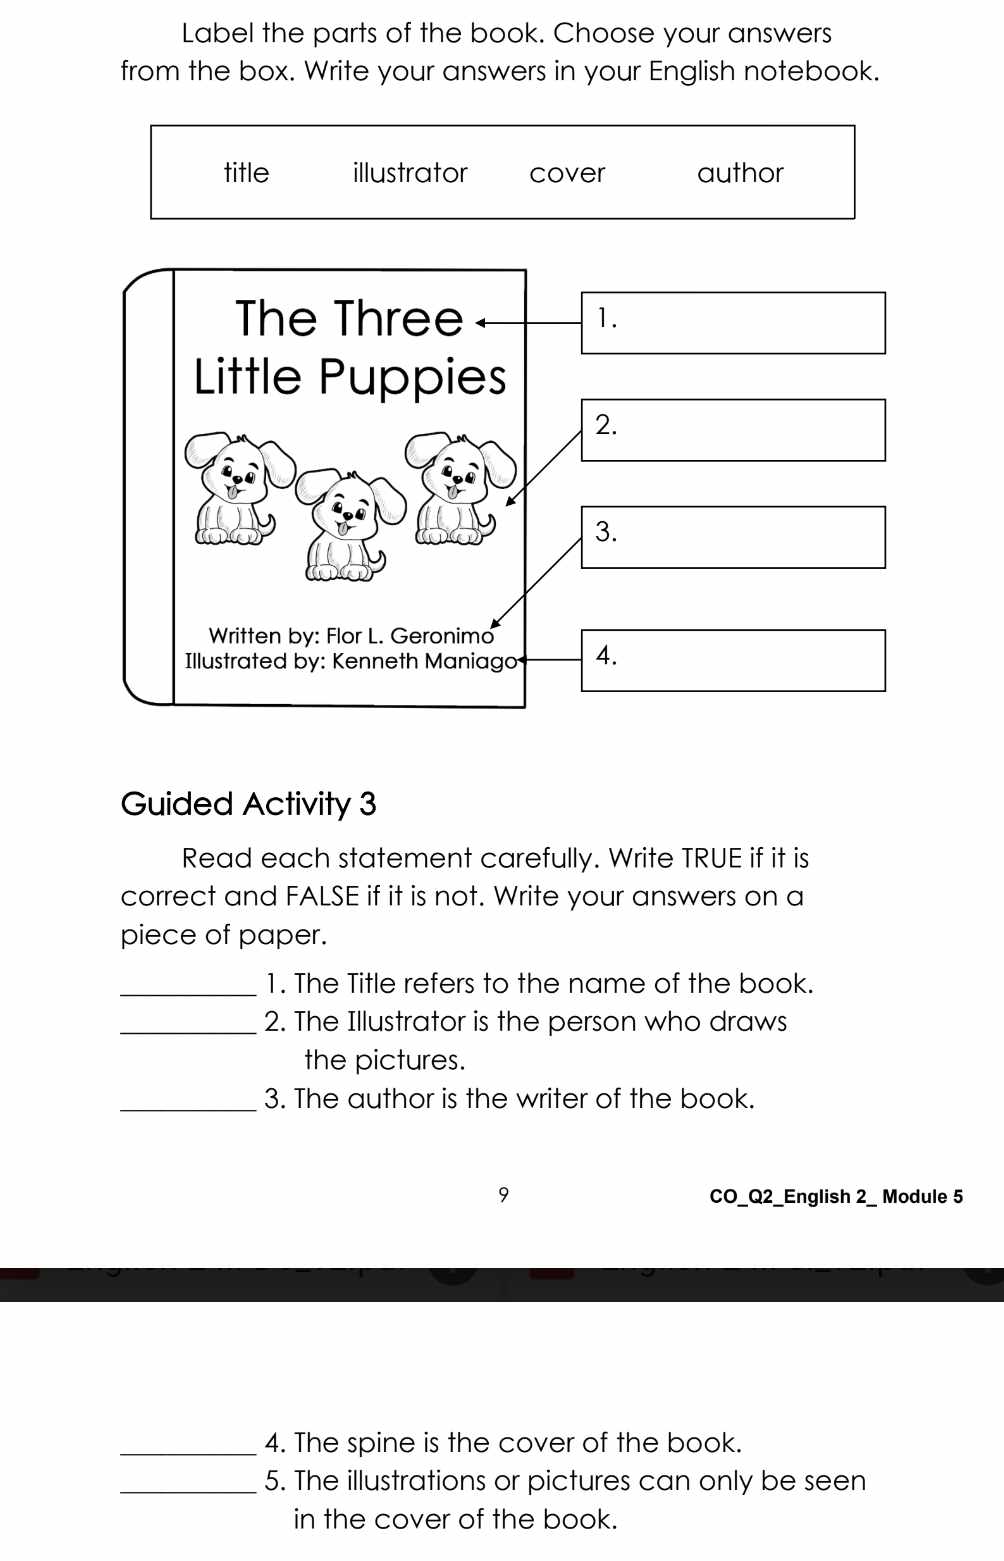 Label the parts of the book. Choose your answers
from the box. Write your answers in your English notebook.
title illustrator cover author
The Three
Little Puppies
1.
2.
3.
4.
Written by: Flor L. Geronimo
Illustrated by: Kenneth Maniago
Guided Activity 3
Read each statement carefully. Write TRUE if it is
correct and FALSE if it is not. Write your answers on a
piece of paper.
__________ 1. The Title refers to the name of the book.
__________ 2. The Illustrator is the person who draws
the pictures.
__________ 3. The author is the writer of the book.
9 CO_Q2_English 2_ Module 5
__________ 4. The spine is the cover of the book.
__________ 5. The illustrations or pictures can only be seen
in the cover of the book.